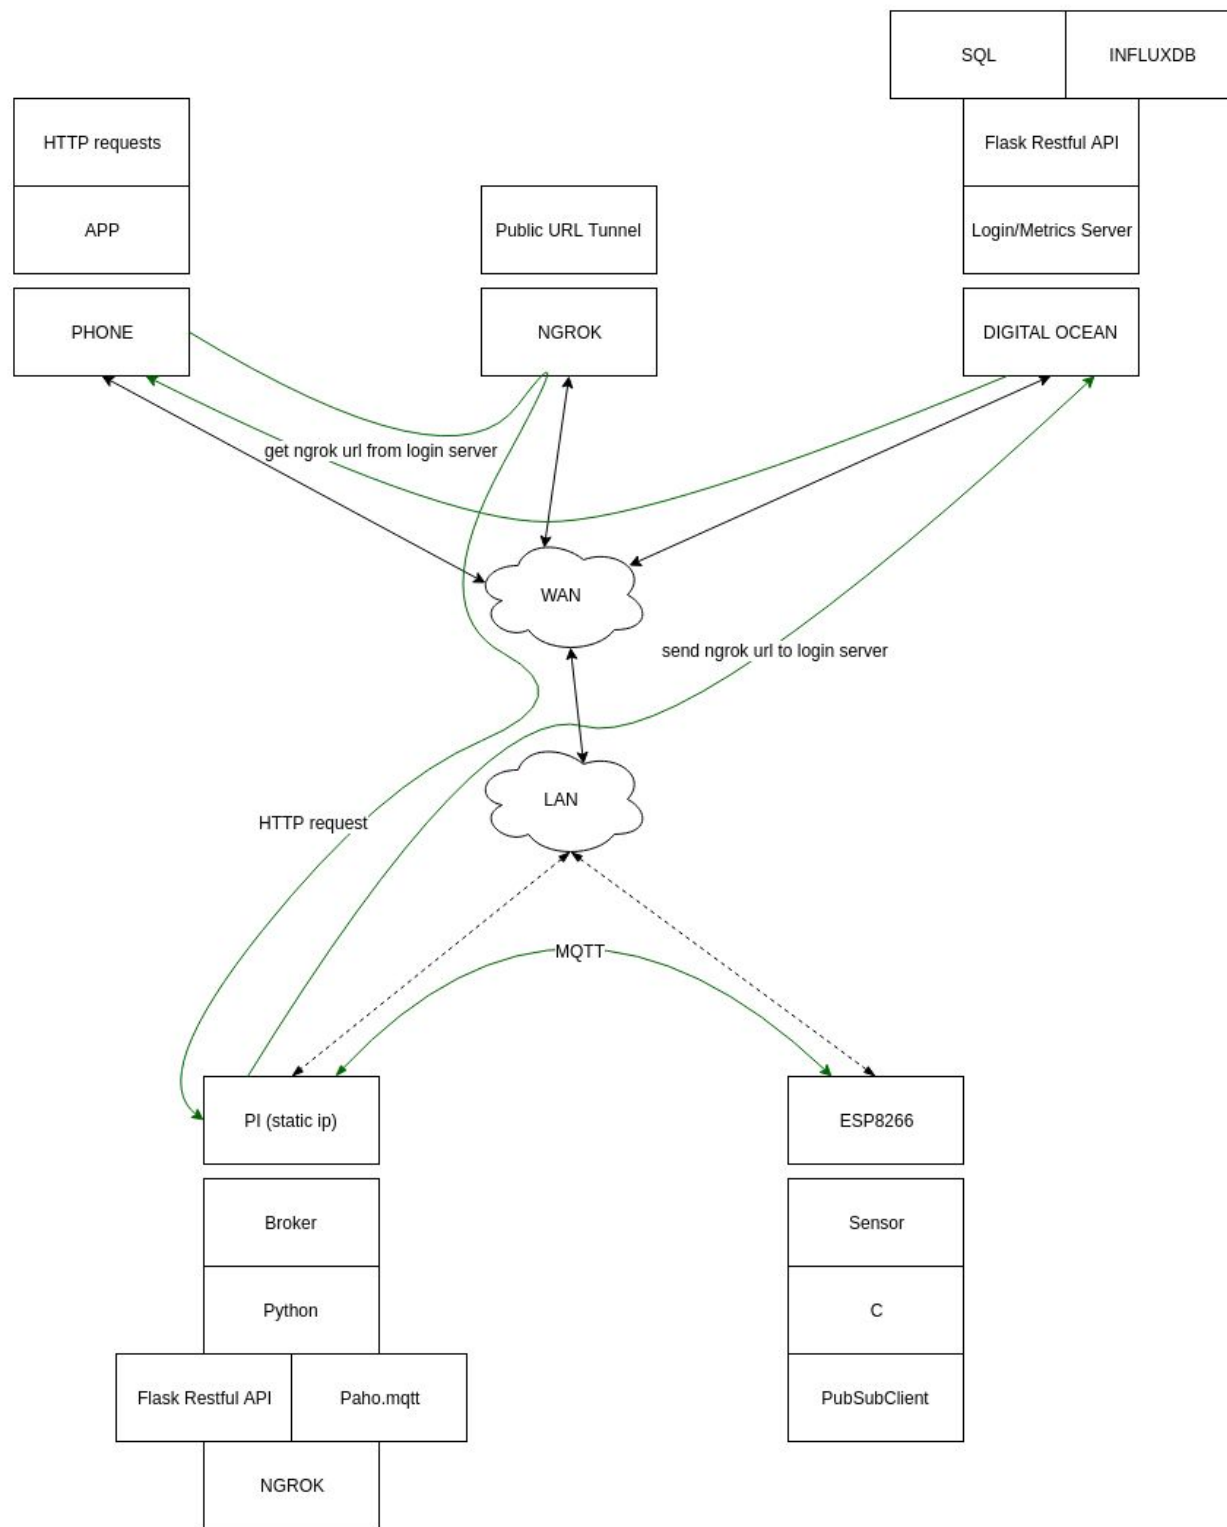 SQL
INFLUXDB
HTTP requests
Flask Restful API
APP
Public URL Tunnel
Login/Metrics Server
PHONE
NGROK
DIGITAL OCEAN
get ngrok url from login server
WAN
send ngrok url to login server
LAN
HTTP request
MQTT
PI (static ip)
ESP8266
Broker
Sensor
Python
C
Flask Restful API
Paho.mqtt
PubSubClient
NGROK